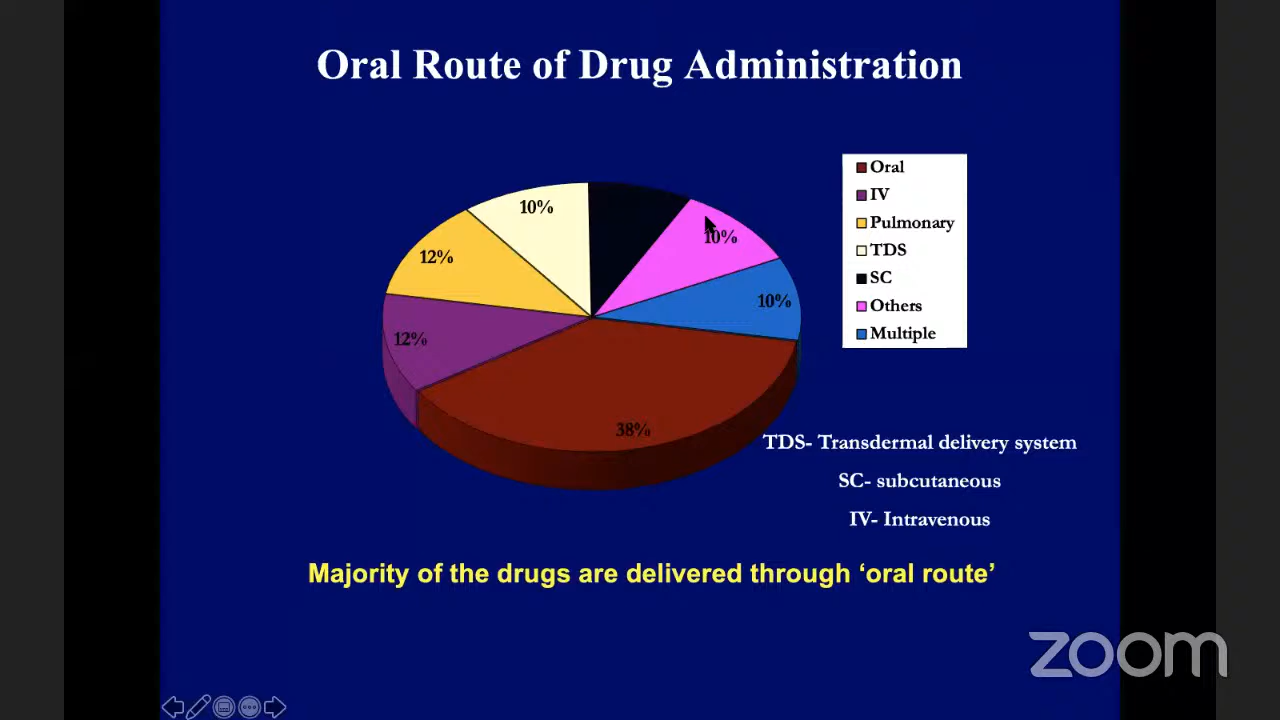 Oral Route of Drug Administration
Oral
IV
Pulmonary
TDS
SC
Others
Multiple
10%
10%
12%
10%
12%
38%
TDS- Transdermal delivery system
SC- subcutaneous
IV- Intravenous
Majority of the drugs are delivered through ‘oral route’
zoom